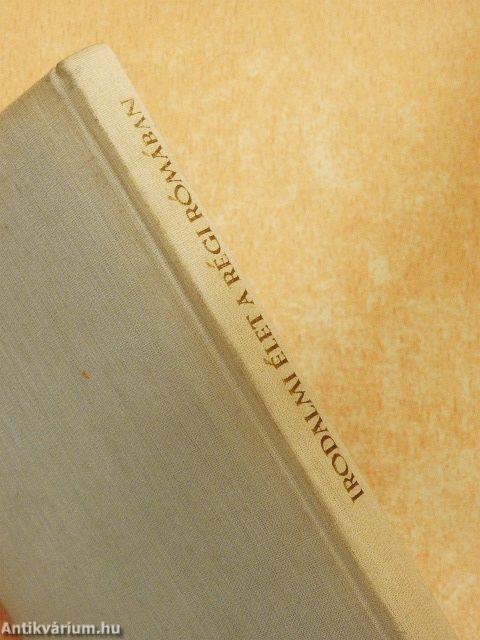 IRODALMI ÉLET A RÉGI RÓMÁBAN
Antikvárium.hu